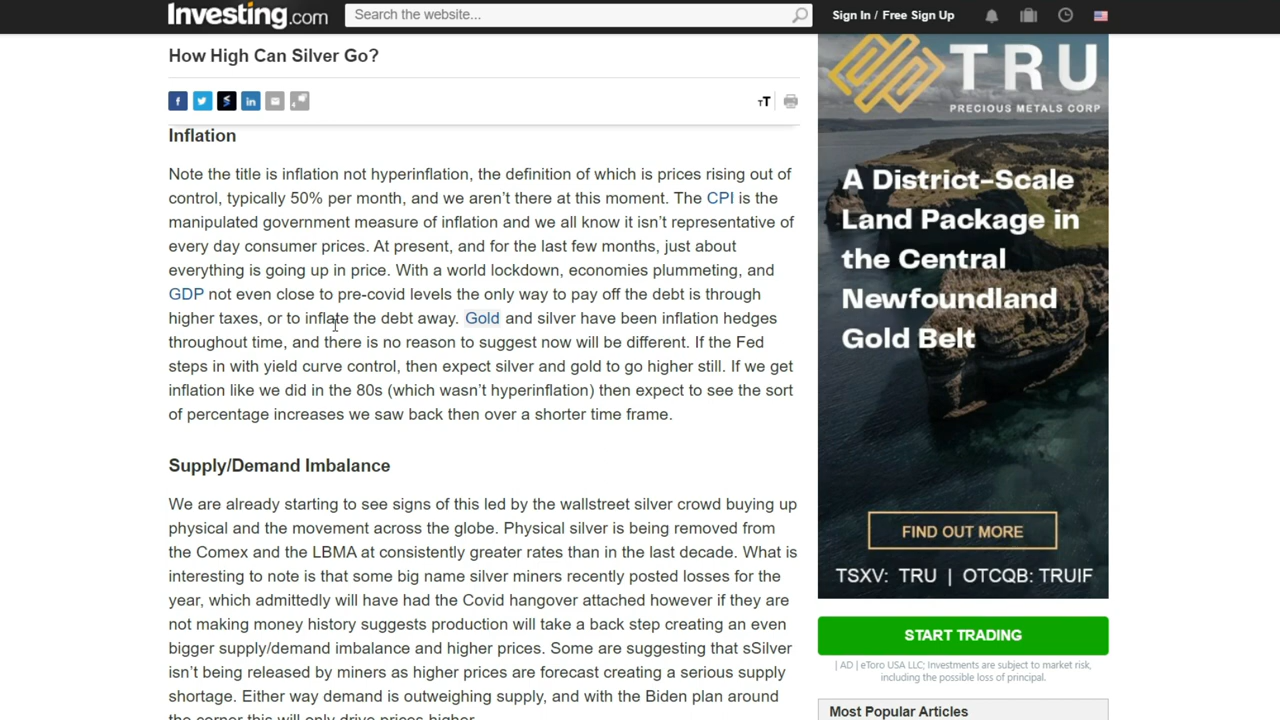 Investing.com
Search the website...
Sign In / Free Sign Up
How High Can Silver Go?
4
TT
Inflation
Note the title is inflation not hyperinflation, the definition of which is prices rising out of
control, typically 50% per month, and we aren't there at this moment. The CPI is the
manipulated government measure of inflation and we all know it isn't representative of
every day consumer prices. At present, and for the last few months, just about
everything is going up in price. With a world lockdown, economies plummeting, and
GDP not even close to pre-covid levels the only way to pay off the debt is through
higher taxes, or to inflate the debt away. Gold and silver have been inflation hedges
throughout time, and there is no reason to suggest now will be different. If the Fed
steps in with yield curve control, then expect silver and gold to go higher still. If we get
inflation like we did in the 80s (which wasn't hyperinflation) then expect to see the sort
of percentage increases we saw back then over a shorter time frame.
Supply/Demand Imbalance
We are already starting to see signs of this led by the wallstreet silver crowd buying up
physical and the movement across the globe. Physical silver is being removed from
the Comex and the LBMA at consistently greater rates than in the last decade. What is
interesting to note is that some big name silver miners recently posted losses for the
year, which admittedly will have had the Covid hangover attached however if they are
not making money history suggests production will take a back step creating an even
bigger supply/demand imbalance and higher prices. Some are suggesting that sSilver
isn't being released by miners as higher prices are forecast creating a serious supply
shortage. Either way demand is outweighing supply, and with the Biden plan around
the corner this will only drive prices higher.
TRU
PRECIOUS METALS CORP
A District-Scale
Land Package in
the Central
Newfoundland
Gold Belt
FIND OUT MORE
TSXV: TRU | OTCQB: TRUIF
START TRADING
| AD | eToro USA LLC; Investments are subject to market risk,
including the possible loss of principal.
Most Popular Articles